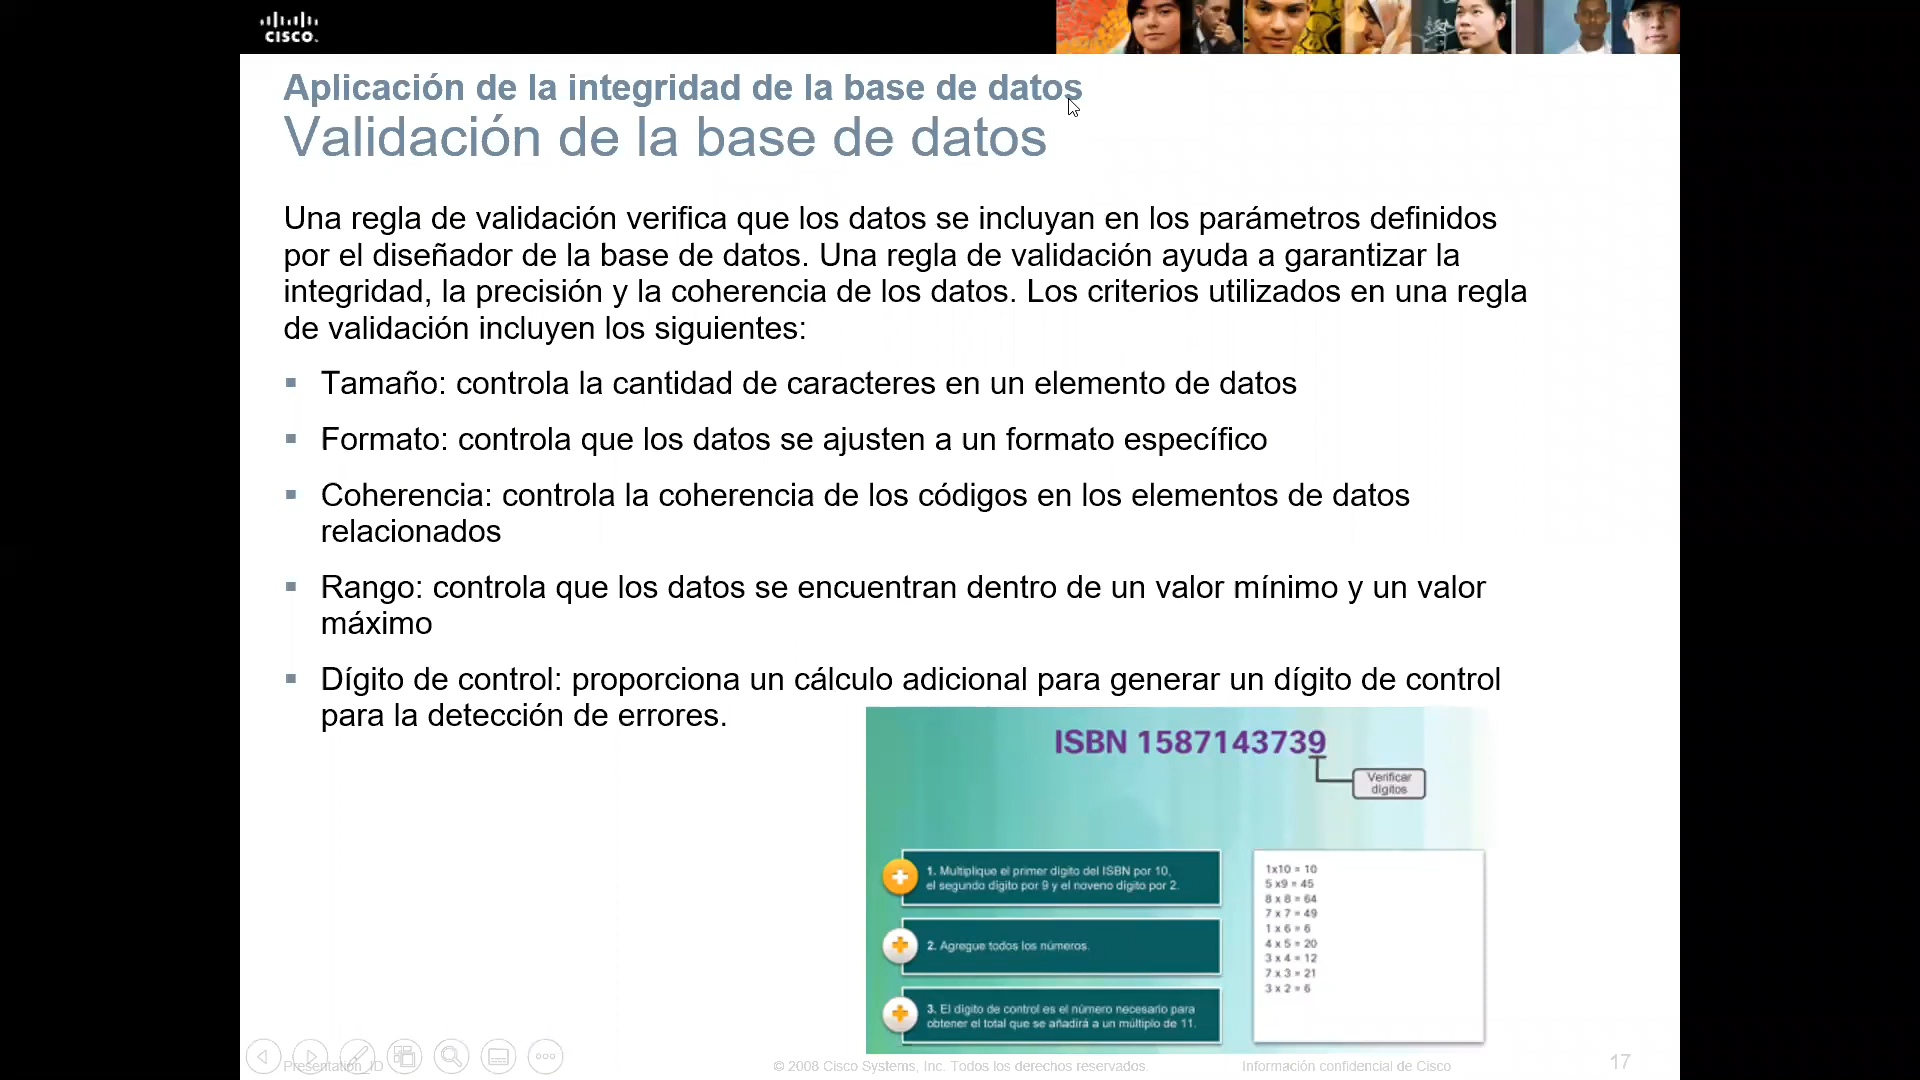 CISCO
Aplicación de la integridad de la base de datos
Validación de la base de datos
Una regla de validación verifica que los datos se incluyan en los parámetros definidos
por el diseñador de la base de datos. Una regla de validación ayuda a garantizar la
integridad, la precisión y la coherencia de los datos. Los criterios utilizados en una regla
de validación incluyen los siguientes:
Tamaño: controla la cantidad de caracteres en un elemento de datos
Formato: controla que los datos se ajusten a un formato específico
Coherencia: controla la coherencia de los códigos en los elementos de datos
relacionados
Rango: controla que los datos se encuentran dentro de un valor mínimo y un valor
máximo
Dígito de control: proporciona un cálculo adicional para generar un dígito de control
para la detección de errores.
ISBN 1587143739
Verificar
dígitos
1. Multiplique el primer dígito del ISBN por 10,
el segundo dígito por 9 y el noveno dígito por 2.
2. Agregue todos los números.
3. El dígito de control es el número necesario para
obtener el total que se añadirá a un múltiplo de 11.
1x10 = 10
5 x9 = 45
8 x 8 = 64
7 x 7 = 49
1 x 6 = 6
4 x 5 = 20
3 x 4 = 12
7 x 3 = 21
3 x 2 = 6
Presentation_ID
© 2008 Cisco Systems, Inc. Todos los derechos reservados.
Información confidencial de Cisco
17